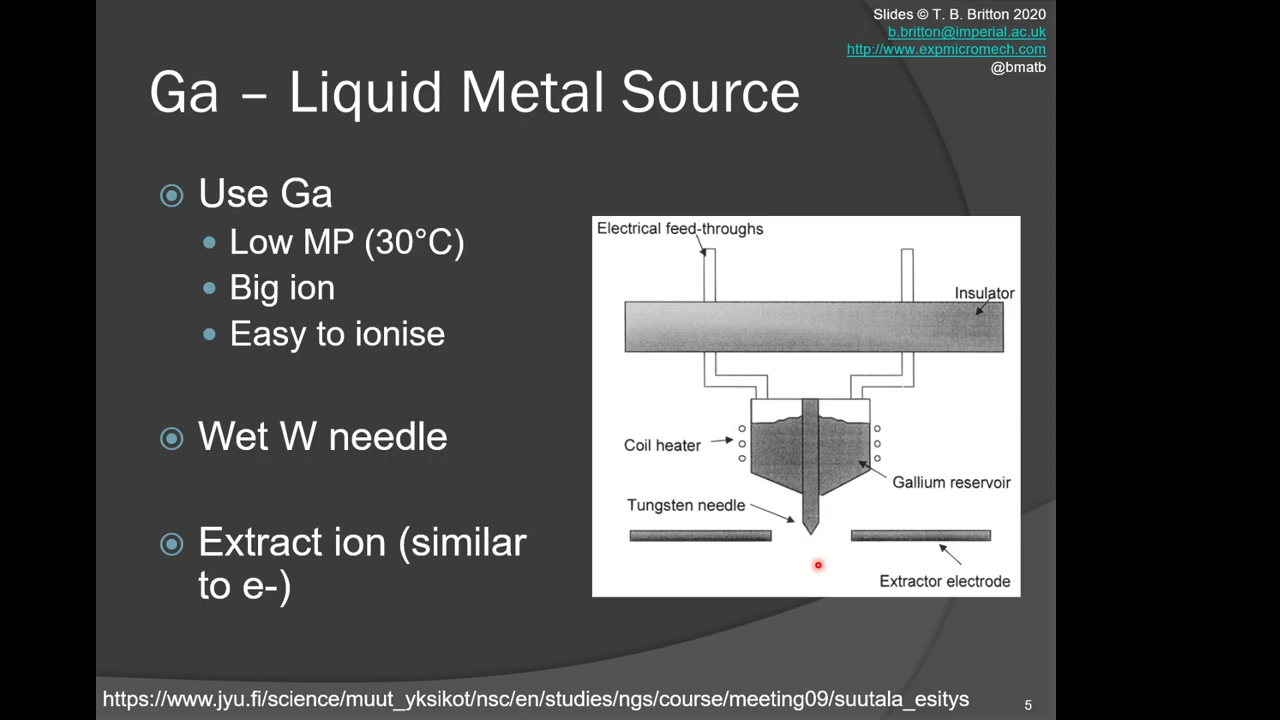 Slides © T. B. Britton 2020
b.britton@imperial.ac.uk
http://www.expmicromech.com
@bmatb
Ga – Liquid Metal Source
Use Ga
Low MP (30°C)
Big ion
Easy to ionise
Wet W needle
Extract ion (similar
to e-)
Electrical feed-throughs
Insulator
Coil heater
Gallium reservoir
Tungsten needle
Extractor electrode
https://www.jyu.fi/science/muut_yksikot/nsc/en/studies/ngs/course/meeting09/suutala_esitys
5